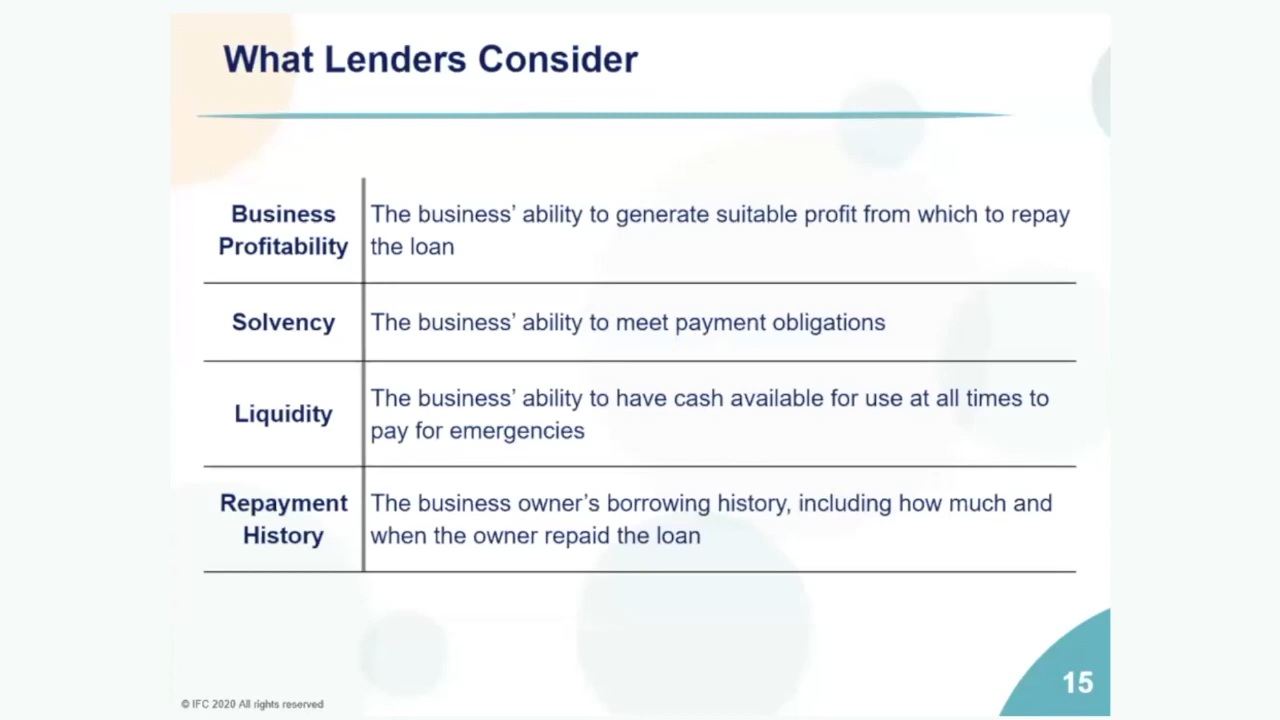 What Lenders Consider
Business
Profitability
The business’ ability to generate suitable profit from which to repay
the loan
Solvency
The business’ ability to meet payment obligations
Liquidity
The business’ ability to have cash available for use at all times to
pay for emergencies
Repayment
History
The business owner’s borrowing history, including how much and
when the owner repaid the loan
© IFC 2020 All rights reserved
15